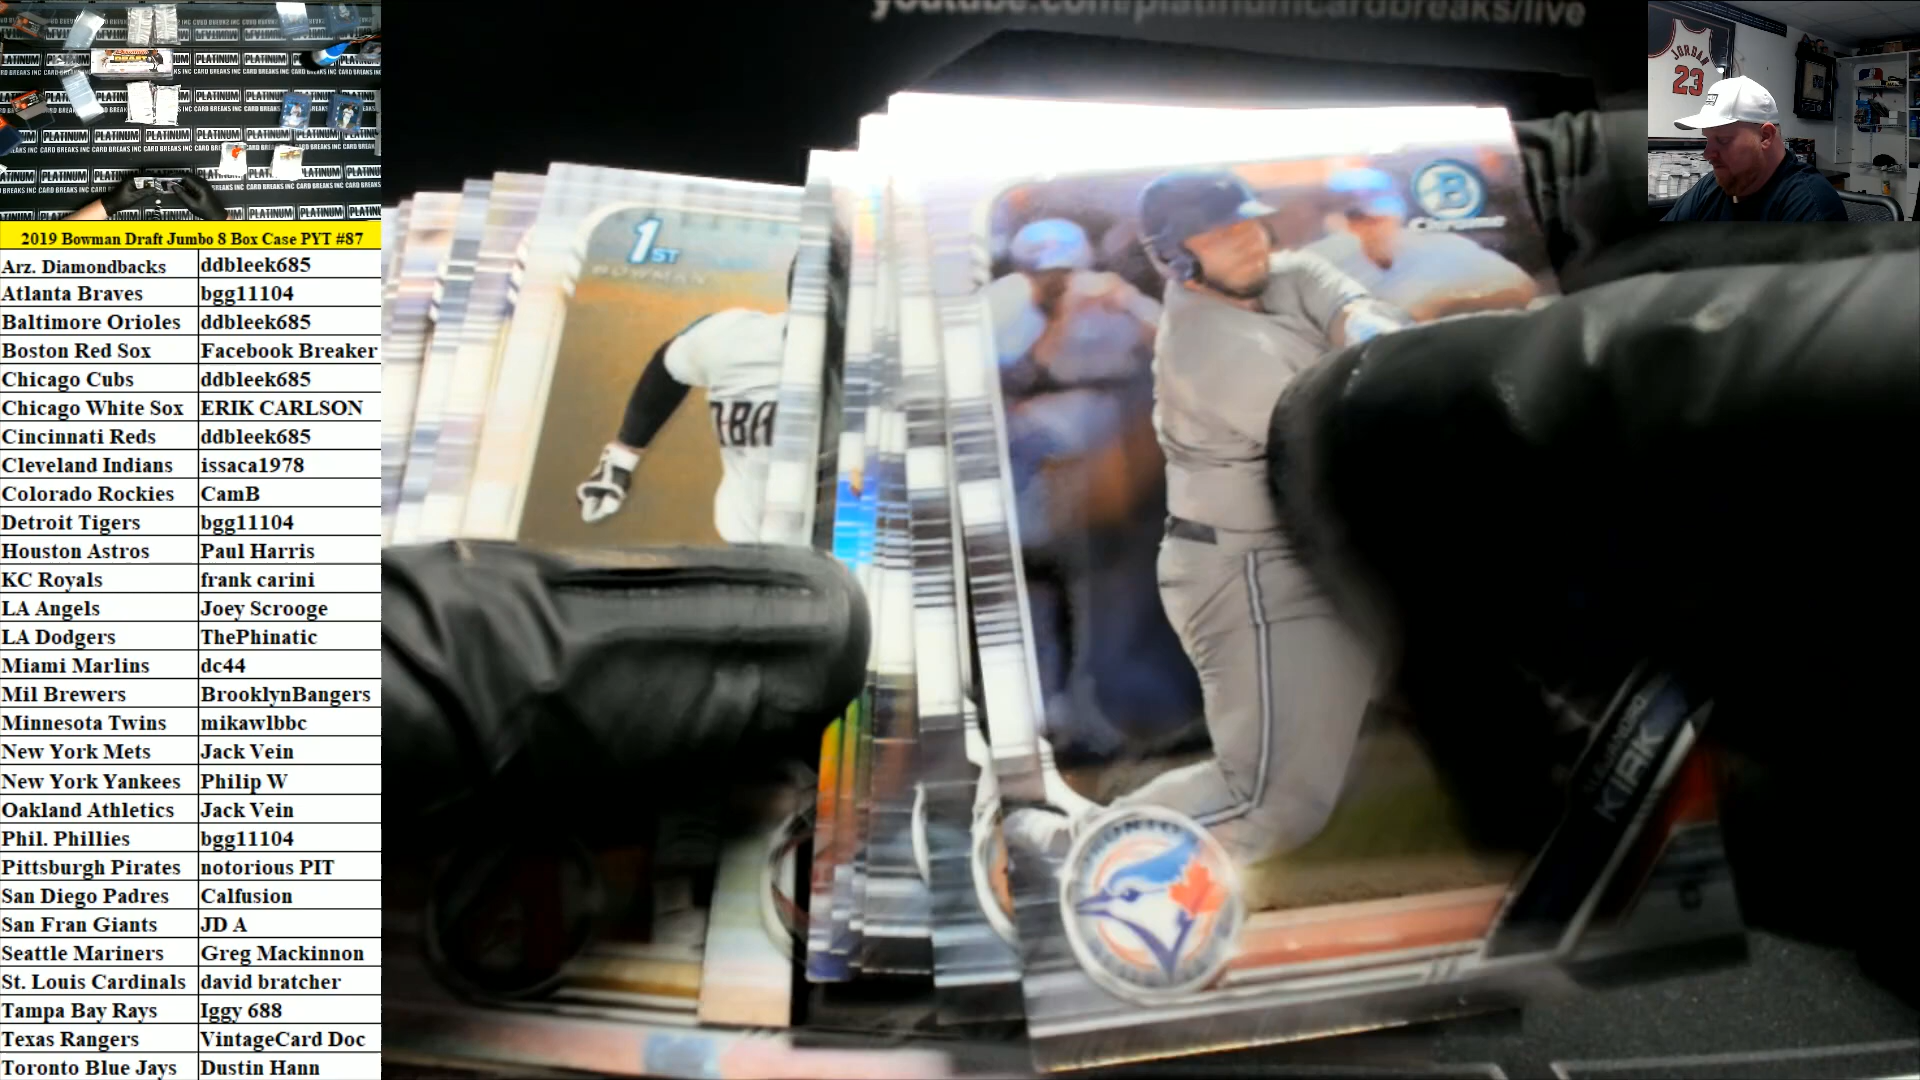 youtube.com/platinumcardbreaks/live
JORDAN
23
PLATINUM
CARD BREAKS INC
2019 Bowman Draft Jumbo 8 Box Case PYT #87
Arz. Diamondbacks ddbleek685
Atlanta Braves bgg11104
Baltimore Orioles ddbleek685
Boston Red Sox Facebook Breaker
Chicago Cubs ddbleek685
Chicago White Sox ERIK CARLSON
Cincinnati Reds ddbleek685
Cleveland Indians issaca1978
Colorado Rockies CamB
Detroit Tigers bgg11104
Houston Astros Paul Harris
KC Royals frank carini
LA Angels Joey Scrooge
LA Dodgers ThePhinatic
Miami Marlins dc44
Mil Brewers BrooklynBangers
Minnesota Twins mikawlbbc
New York Mets Jack Vein
New York Yankees Philip W
Oakland Athletics Jack Vein
Phil. Phillies bgg11104
Pittsburgh Pirates notorious PIT
San Diego Padres Calfusion
San Fran Giants JD A
Seattle Mariners Greg Mackinnon
St. Louis Cardinals david bratcher
Tampa Bay Rays Iggy 688
Texas Rangers VintageCard Doc
Toronto Blue Jays Dustin Hann
1ST
BOWMAN
B
Chrome
ALEJANDRO
KIRK